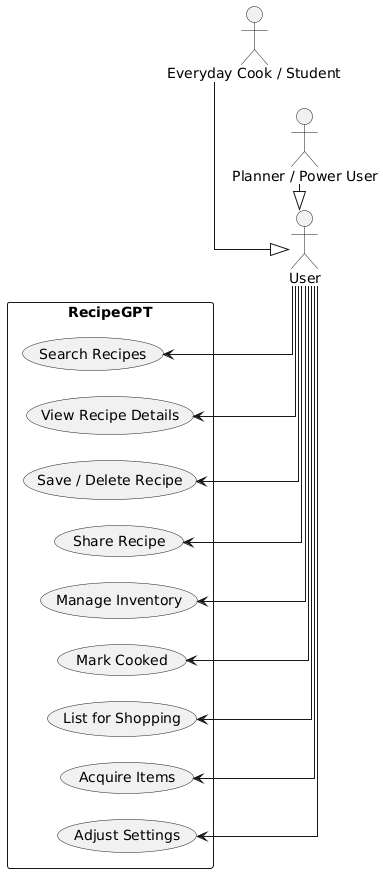 Everyday Cook / Student
Planner / Power User
User
RecipeGPT
Search Recipes
View Recipe Details
Save / Delete Recipe
Share Recipe
Manage Inventory
Mark Cooked
List for Shopping
Acquire Items
Adjust Settings